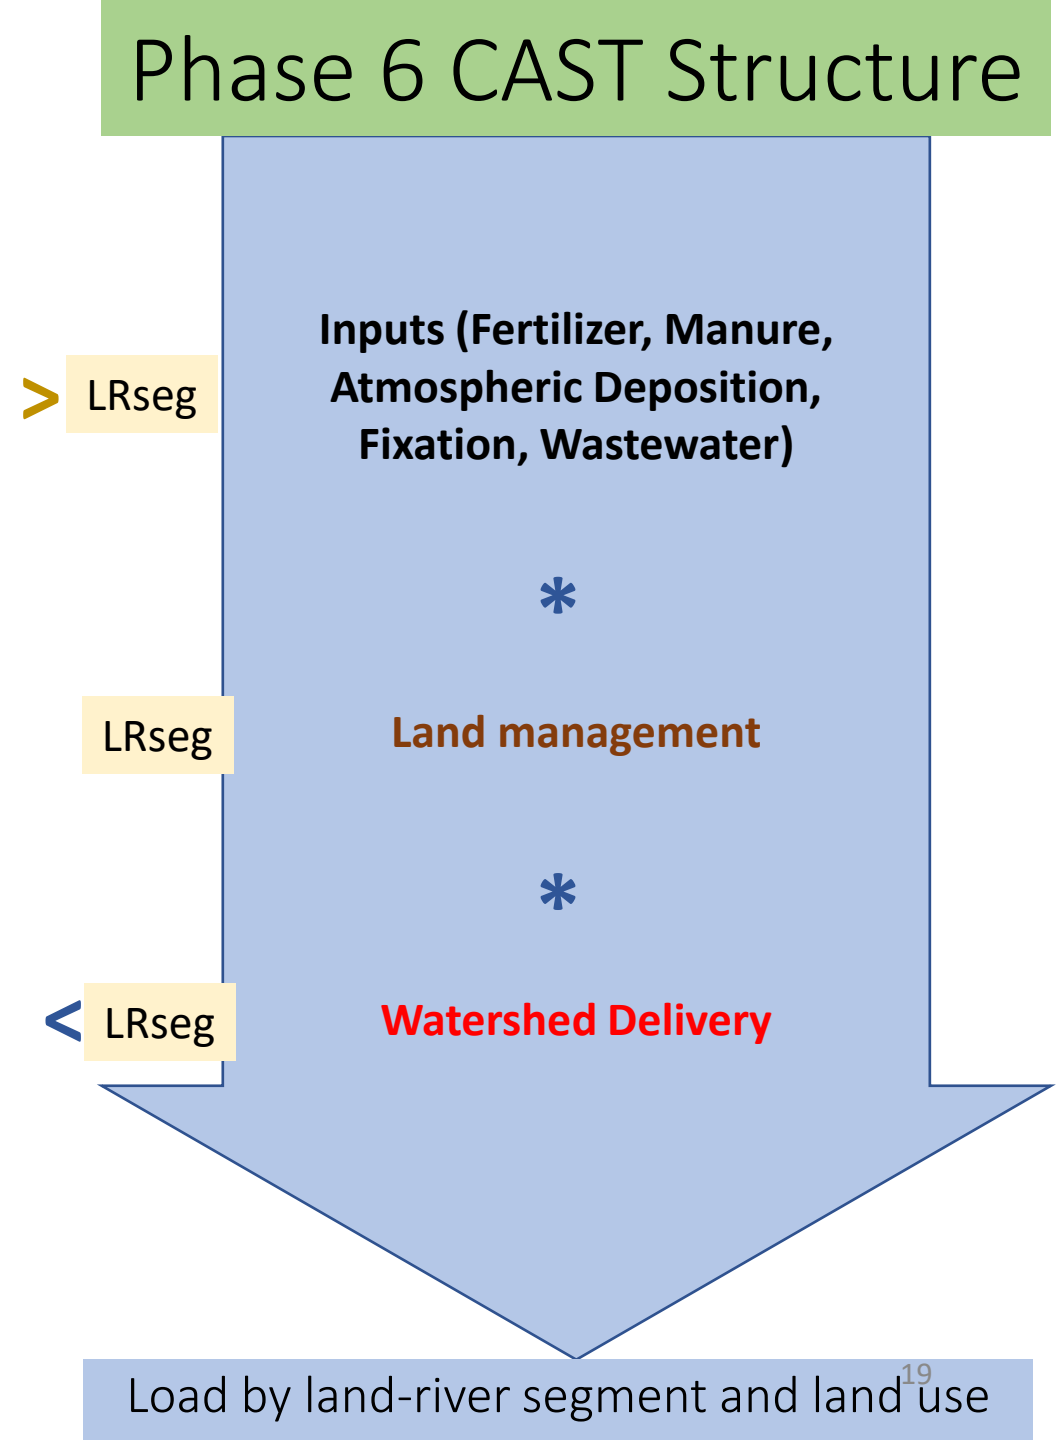 Phase 6 CAST Structure
Inputs (Fertilizer, Manure,
Atmospheric Deposition,
Fixation, Wastewater)
> LRseg
*
LRseg
Land management
*
< LRseg
Watershed Delivery
Load by land-river segment and land use
19